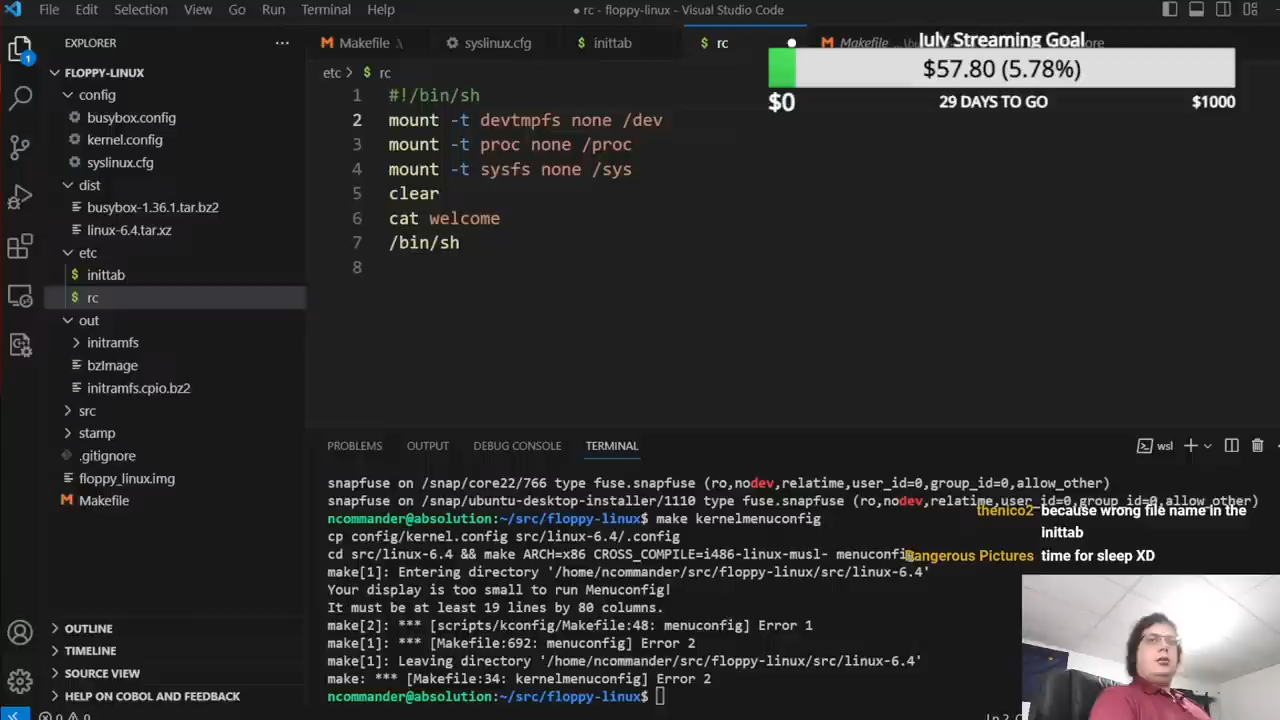 File Edit Selection View Go Run Terminal Help
● rc - floppy-linux - Visual Studio Code
EXPLORER
Makefile .\
syslinux.cfg
$ inittab
$ rc
Makefile
July Streaming Goal
$57.80 (5.78%)
$0
29 DAYS TO GO
$1000
FLOPPY-LINUX
config
busybox.config
kernel.config
syslinux.cfg
dist
busybox-1.36.1.tar.bz2
linux-6.4.tar.xz
etc
$ inittab
$ rc
out
initramfs
bzImage
initramfs.cpio.bz2
src
stamp
.gitignore
floppy_linux.img
Makefile
OUTLINE
TIMELINE
SOURCE VIEW
HELP ON COBOL AND FEEDBACK
1
etc > $ rc
1 #!/bin/sh
2 mount -t devtmpfs none /dev
3 mount -t proc none /proc
4 mount -t sysfs none /sys
5 clear
6 cat welcome
7 /bin/sh
8
PROBLEMS OUTPUT DEBUG CONSOLE TERMINAL
wsl
snapfuse on /snap/core22/766 type fuse.snapfuse (ro,nodev,relatime,user_id=0,group_id=0,allow_other)
snapfuse on /snap/ubuntu-desktop-installer/1110 type fuse.snapfuse (ro,nodev,relatime,user_id=0,group_id=0,allow_other)
ncommander@absolution:~/src/floppy-linux$ make kernelmenuconfig
cp config/kernel.config src/linux-6.4/.config
cd src/linux-6.4 && make ARCH=x86 CROSS_COMPILE=i486-linux-musl- menuconfig
make[1]: Entering directory '/home/ncommander/src/floppy-linux/src/linux-6.4'
Your display is too small to run Menuconfig!
It must be at least 19 lines by 80 columns.
make[2]: *** [scripts/kconfig/Makefile:48: menuconfig] Error 1
make[1]: *** [Makefile:692: menuconfig] Error 2
make[1]: Leaving directory '/home/ncommander/src/floppy-linux/src/linux-6.4'
make: *** [Makefile:34: kernelmenuconfig] Error 2
ncommander@absolution:~/src/floppy-linux$
thenico2 because wrong file name in the
inittab
Dangerous Pictures time for sleep XD